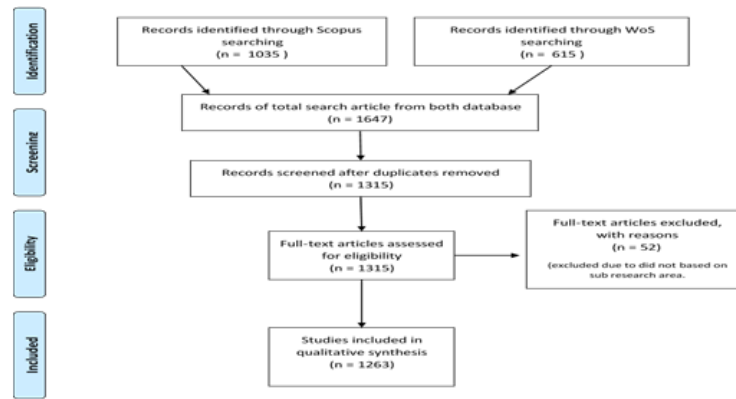 Identification
Records identified through Scopus
searching
(n = 1035 )
Records identified through WoS
searching
(n = 615 )
Records of total search article from both database
(n = 1647)
Screening
Records screened after duplicates removed
(n = 1315)
Eligibility
Full-text articles assessed
for eligibility
(n = 1315)
Full-text articles excluded,
with reasons
(n = 52)
(excluded due to did not based on
sub research area.
Included
Studies included in
qualitative synthesis
(n = 1263)